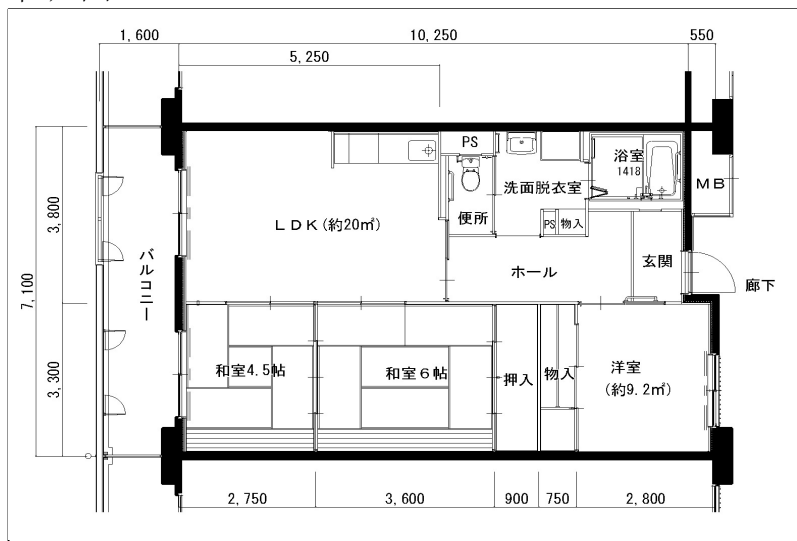 1,600
10,250
550
5,250
PS
浴室
1418
洗面脱衣室
MB
便所
PS
物入
LDK(約20㎡)
3,800
バルコニー
7,100
ホール
玄関
廊下
3,300
和室4.5帖
和室6帖
押入
物入
洋室
(約9.2㎡)
2,750
3,600
900
750
2,800